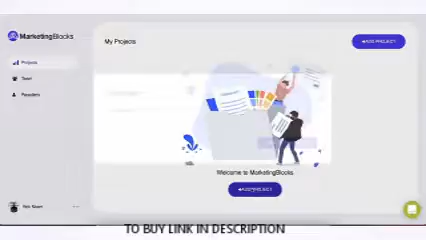 MarketingBlocks
My Projects
+ADD PROJECT
Projects
Team
Resellers
Welcome to MarketingBlocks
+ADD PROJECT
TO BUY LINK IN DESCRIPTION